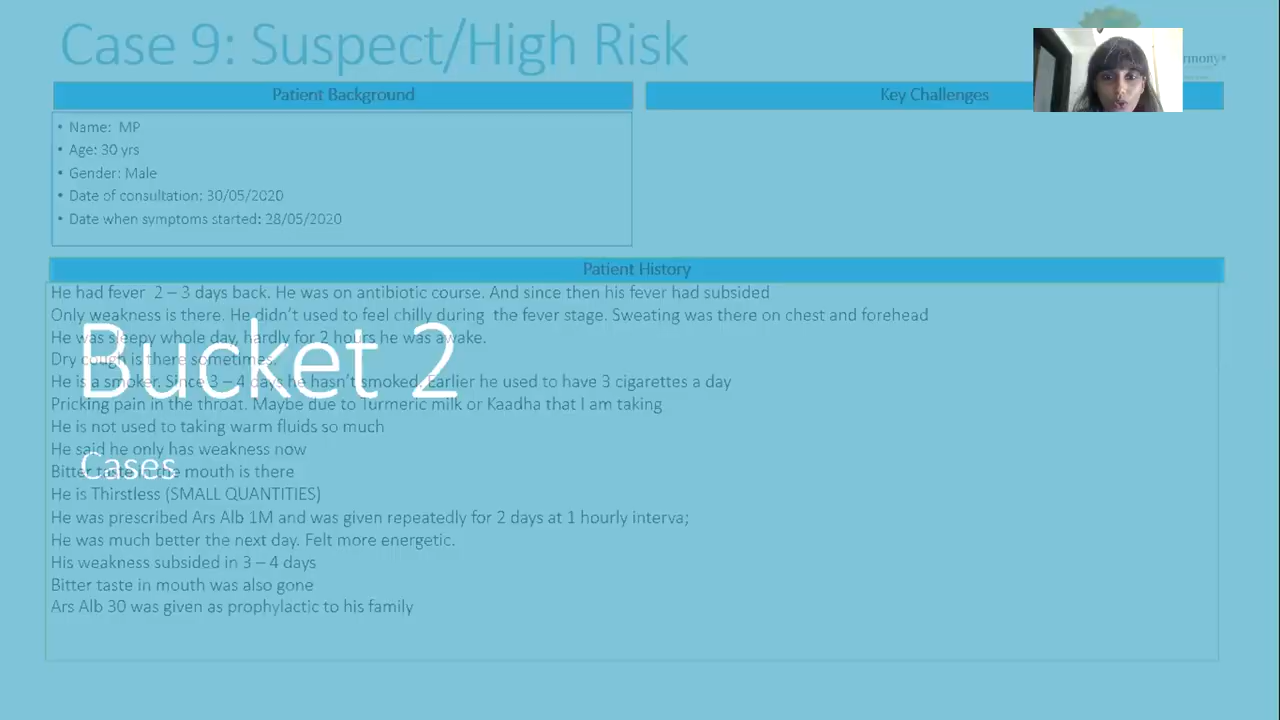 Case 9: Suspect/High Risk
rmony
Patient Background
Key Challenges
• Name: MP
• Age: 30 yrs
• Gender: Male
• Date of consultation: 30/05/2020
• Date when symptoms started: 28/05/2020
Patient History
He had fever 2 – 3 days back. He was on antibiotic course. And since then his fever had subsided
Only weakness is there. He didn't used to feel chilly during the fever stage. Sweating was there on chest and forehead
He was sleepy whole day, hardly for 2 hours he was awake.
Dry cough is there sometimes.
He is a smoker. Since 3 – 4 days he hasn't smoked. Earlier he used to have 3 cigarettes a day
Pricking pain in the throat. Maybe due to Turmeric milk or Kaadha that I am taking
He is not used to taking warm fluids so much
He said he only has weakness now
Bitter taste in the mouth is there
He is Thirstless (SMALL QUANTITIES)
He was prescribed Ars Alb 1M and was given repeatedly for 2 days at 1 hourly interva;
He was much better the next day. Felt more energetic.
His weakness subsided in 3 – 4 days
Bitter taste in mouth was also gone
Ars Alb 30 was given as prophylactic to his family
Bucket 2
Cases